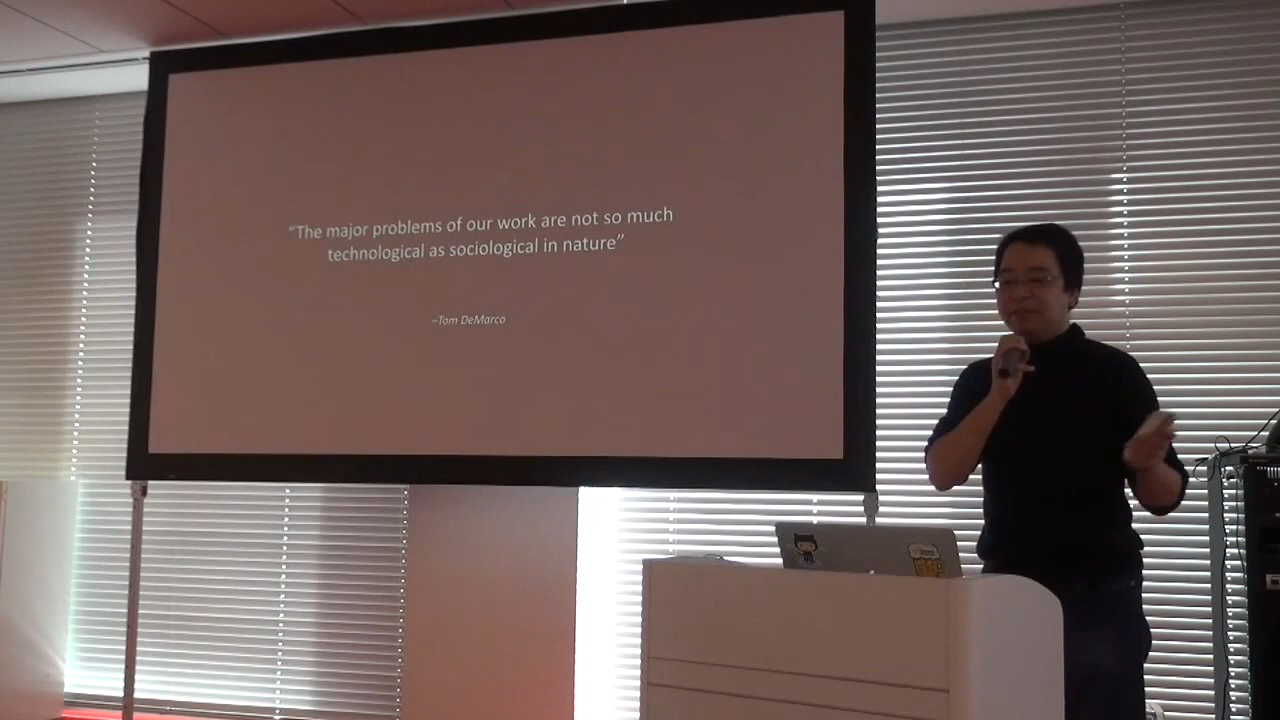 “The major problems of our work are not so much
technological as sociological in nature”
–Tom DeMarco